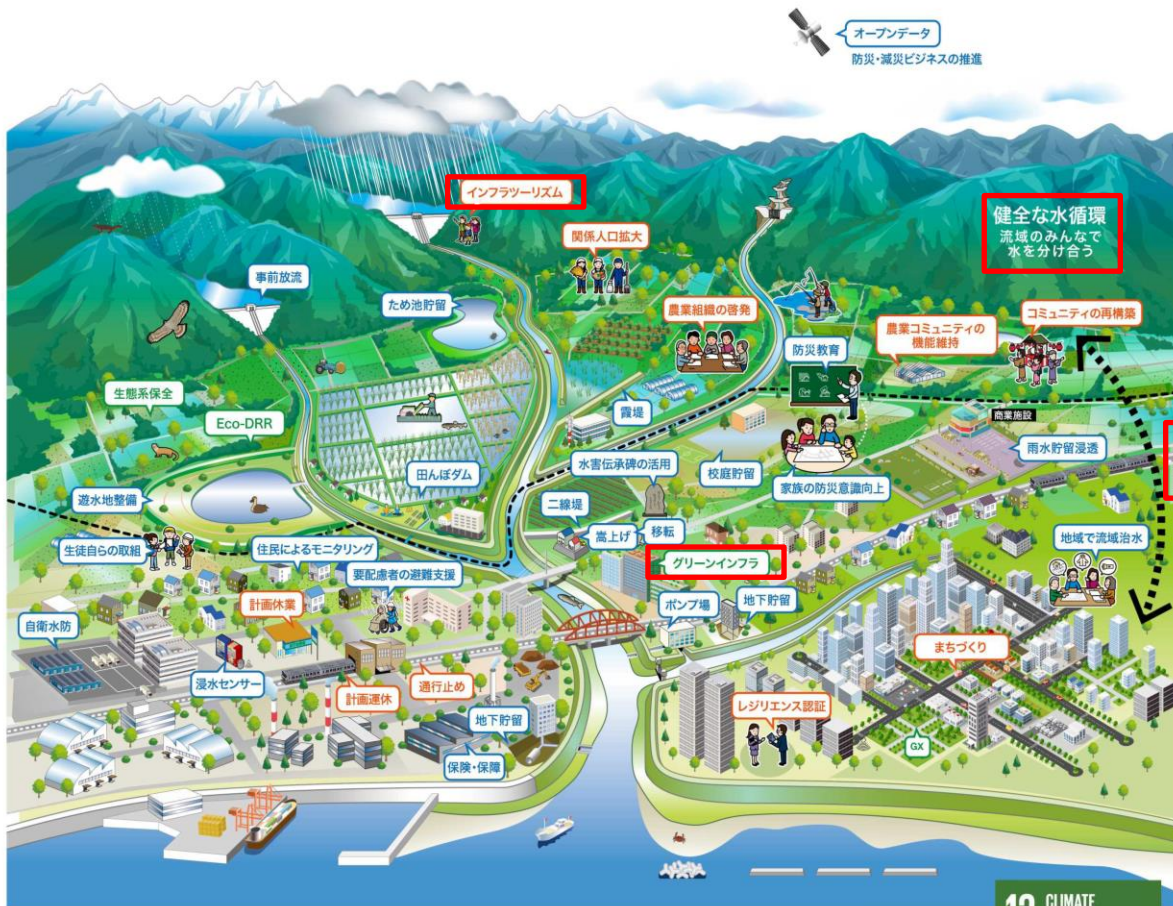 オープンデータ
防災・減災ビジネスの推進
インフラツーリズム
健全な水循環
流域のみんなで
水を分け合う
関係人口拡大
事前放流
ため池貯留
農業組織の啓発
コミュニティの再構築
農業コミュニティの
機能維持
防災教育
生態系保全
Eco-DRR
霞堤
商業施設
雨水貯留浸透
水害伝承碑の活用
校庭貯留
田んぼダム
家族の防災意識向上
遊水地整備
二線堤
嵩上げ
移転
地域で流域治水
生徒自らの取組
住民によるモニタリング
グリーンインフラ
要配慮者の避難支援
計画休業
ポンプ場
地下貯留
自衛水防
まちづくり
浸水センサー
通行止め
計画運休
レジリエンス認証
地下貯留
GX
保険・保障
13 CLIMATE